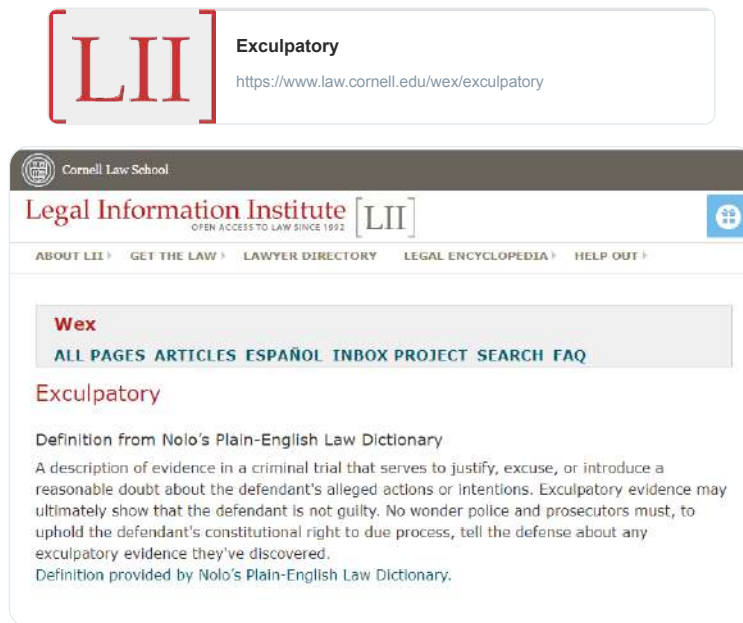 LII
Exculpatory
https://www.law.cornell.edu/wex/exculpatory
Cornell Law School
Legal Information Institute [LII]
OPEN ACCESS TO LAW SINCE 1992
ABOUT LII GET THE LAW LAWYER DIRECTORY LEGAL ENCYCLOPEDIA HELP OUT
Wex
ALL PAGES ARTICLES ESPAÑOL INBOX PROJECT SEARCH FAQ
Exculpatory
Definition from Nolo's Plain-English Law Dictionary
A description of evidence in a criminal trial that serves to justify, excuse, or introduce a
reasonable doubt about the defendant's alleged actions or intentions. Exculpatory evidence may
ultimately show that the defendant is not guilty. No wonder police and prosecutors must, to
uphold the defendant's constitutional right to due process, tell the defense about any
exculpatory evidence they've discovered.
Definition provided by Nolo's Plain-English Law Dictionary.